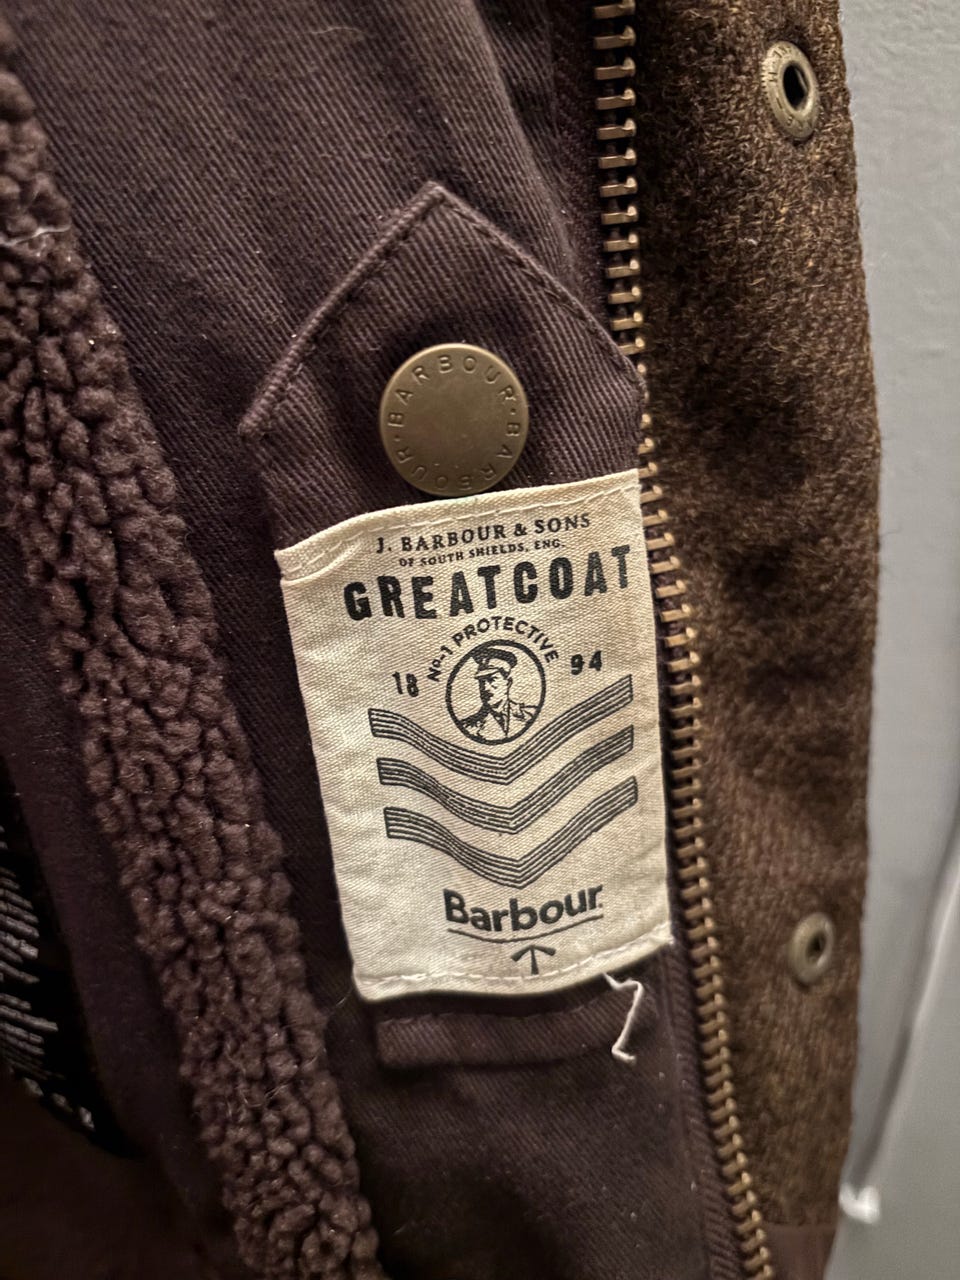 BARBOUR · BARBOUR ·
J. BARBOUR & SONS
OF SOUTH SHIELDS, ENG.
GREATCOAT
No-1 PROTECTIVE
18 94
Barbour